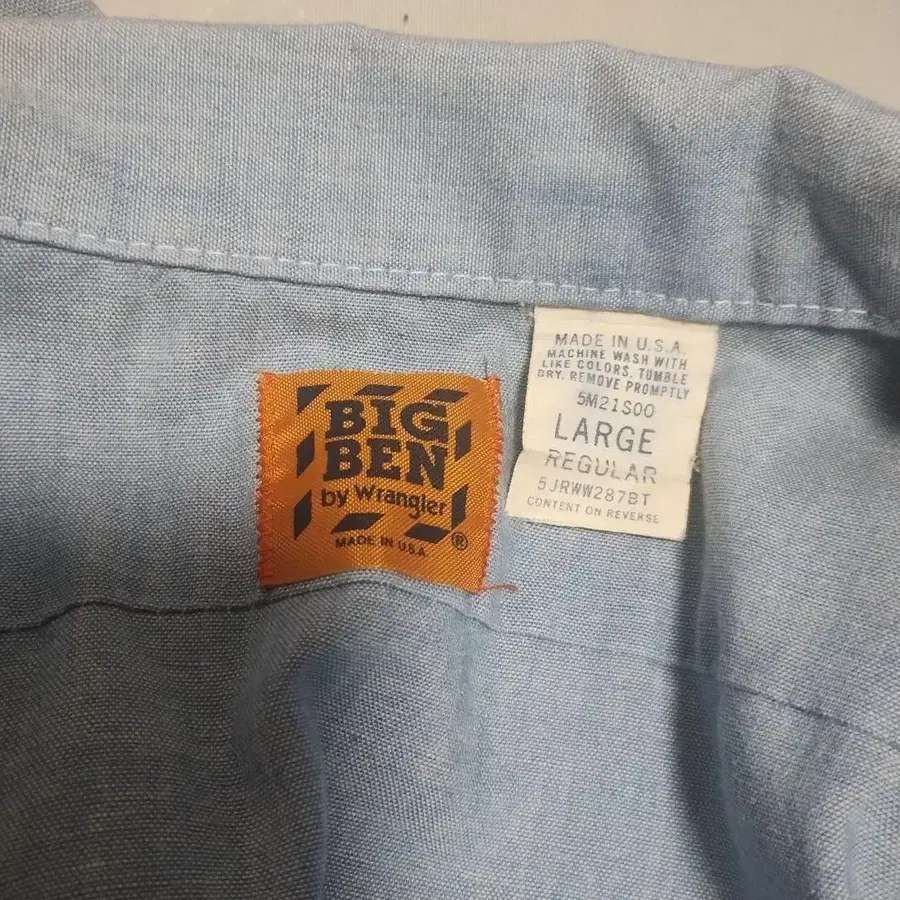 BIG
BEN
by Wrangler
MADE IN U.S.A.
®
MADE IN U.S.A.
MACHINE WASH WITH
LIKE COLORS. TUMBLE
DRY. REMOVE PROMPTLY
5M21S00
LARGE
REGULAR
5JRWW287BT
CONTENT ON REVERSE